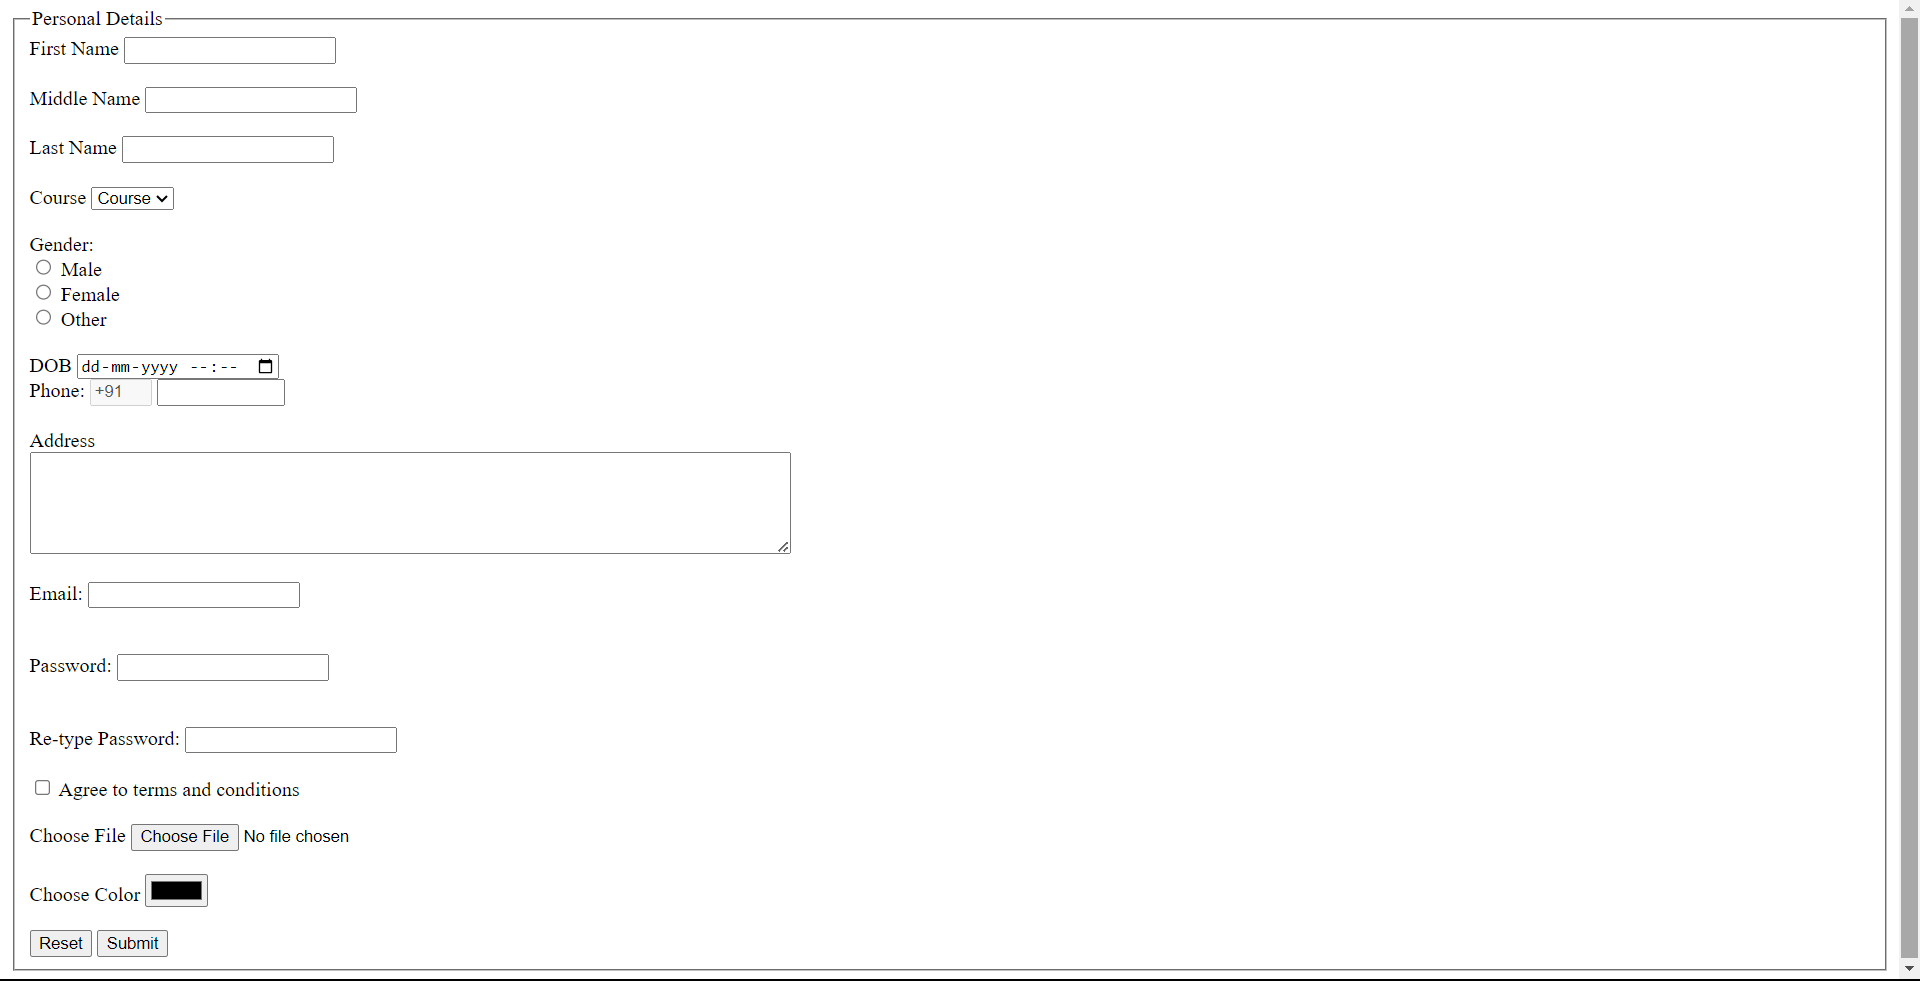 Personal Details
First Name
Middle Name
Last Name
Course Course
Gender:
Male
Female
Other
DOB dd-mm-yyyy --:--
Phone: +91
Address
Email:
Password:
Re-type Password:
Agree to terms and conditions
Choose File Choose File No file chosen
Choose Color
Reset Submit